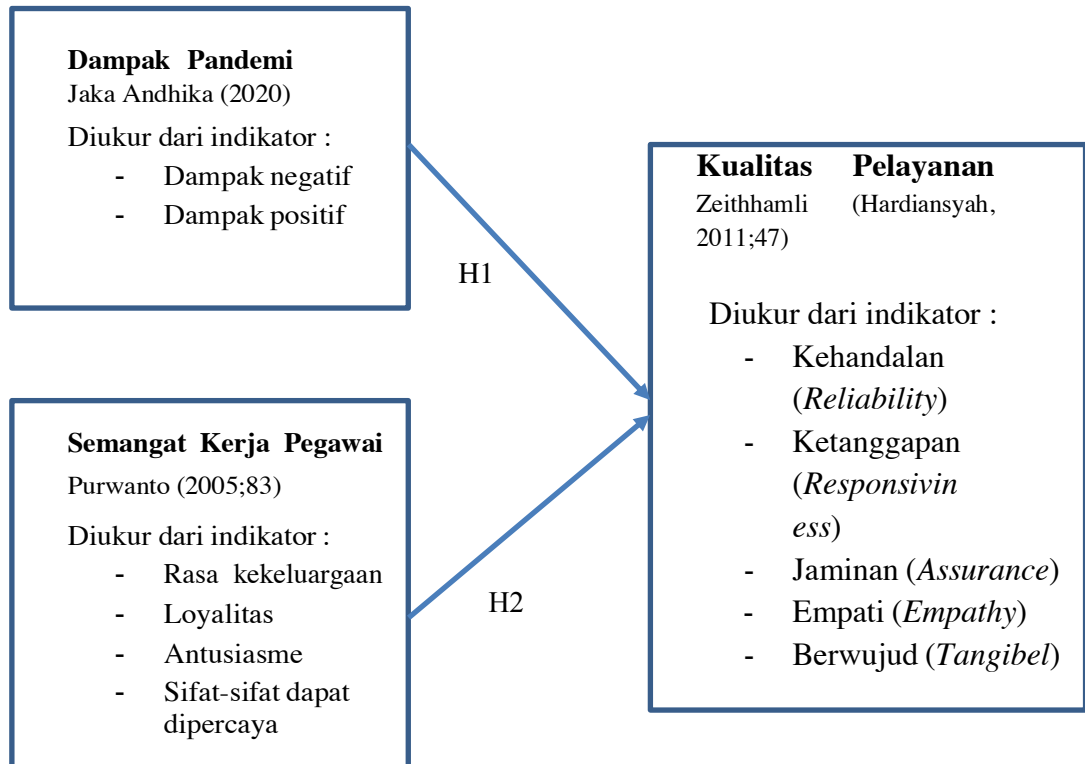 Dampak Pandemi
Jaka Andhika (2020)
Diukur dari indikator :
- Dampak negatif
- Dampak positif
H1
Semangat Kerja Pegawai
Purwanto (2005;83)
Diukur dari indikator :
- Rasa kekeluargaan
- Loyalitas
- Antusiasme
- Sifat-sifat dapat
dipercaya
H2
Kualitas Pelayanan
Zeithhamli (Hardiansyah,
2011;47)
Diukur dari indikator :
- Kehandalan
(Reliability)
- Ketanggapan
(Responsivin
ess)
- Jaminan (Assurance)
- Empati (Empathy)
- Berwujud (Tangibel)